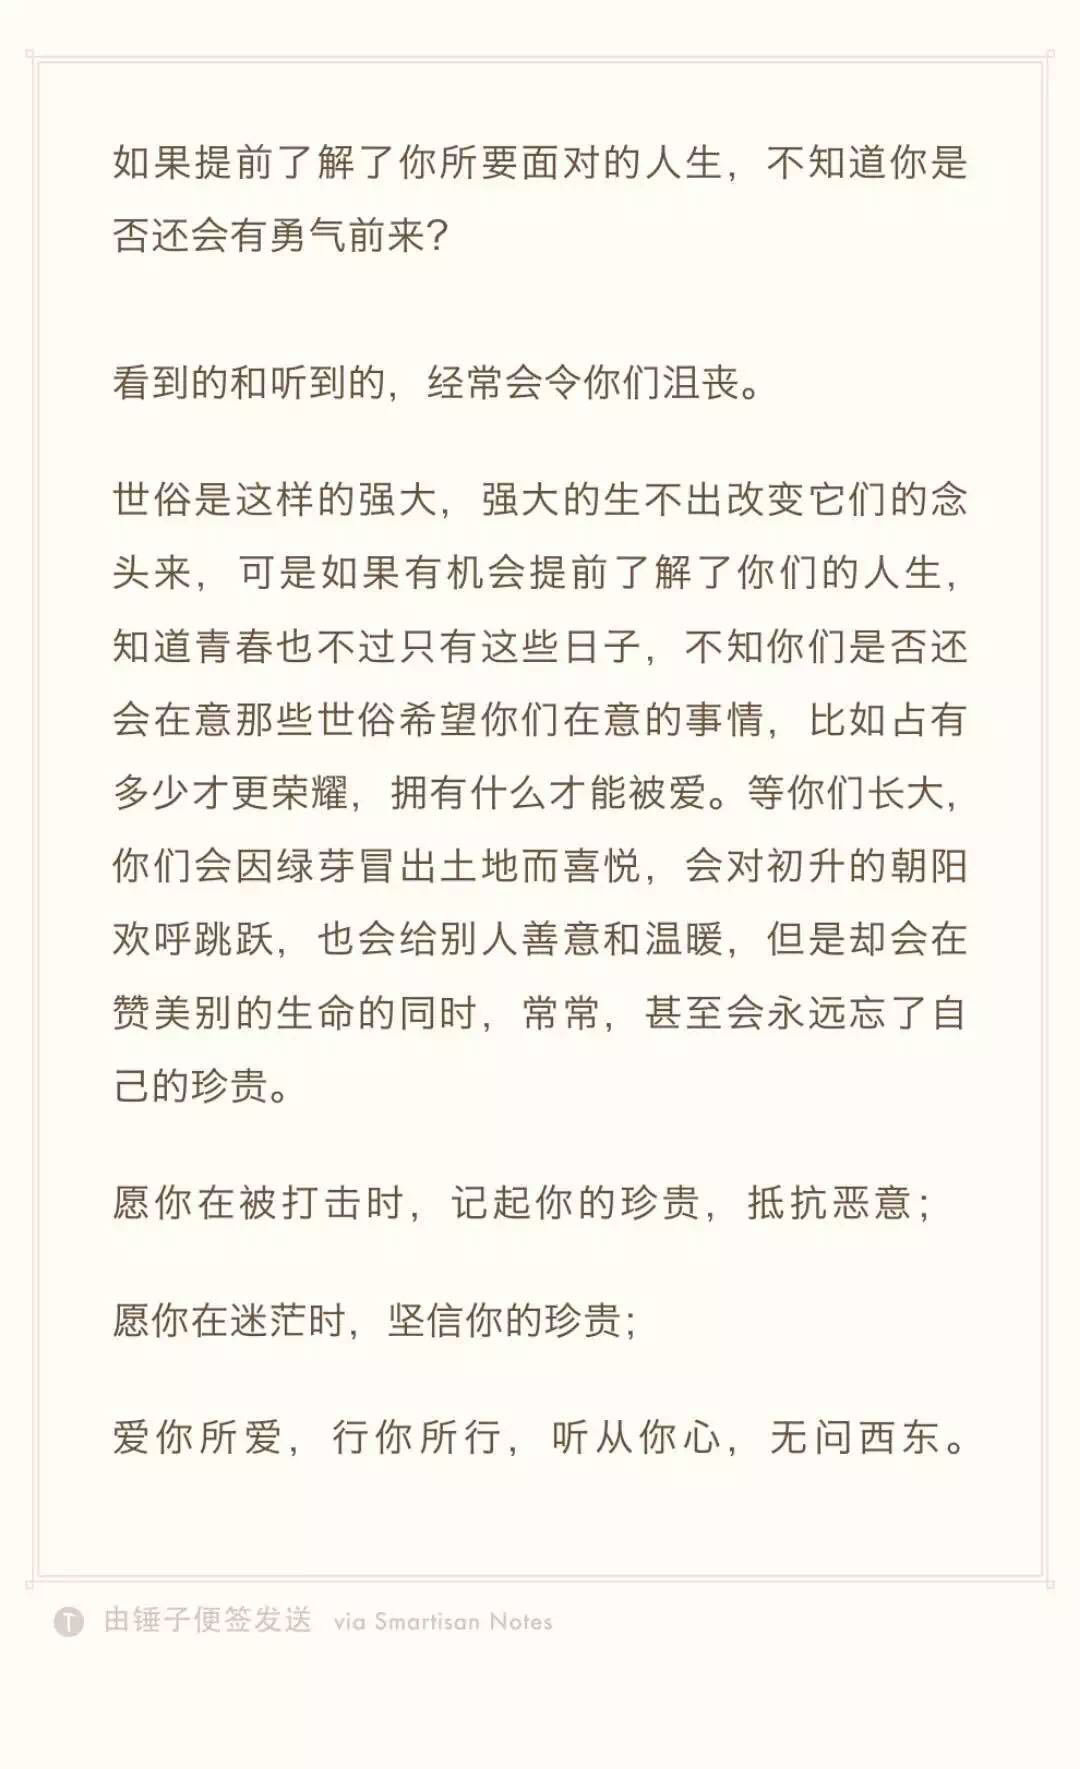 如果提前了解了你所要面对的人生，不知道你是
否还会有勇气前来？
看到的和听到的，经常会令你们沮丧。
世俗是这样的强大，强大的生不出改变它们的念
头来，可是如果有机会提前了解了你们的人生，
知道青春也不过只有这些日子，不知你们是否还
会在意那些世俗希望你们在意的事情，比如占有
多少才更荣耀，拥有什么才能被爱。等你们长大，
你们会因绿芽冒出土地而喜悦，会对初升的朝阳
欢呼跳跃，也会给别人善意和温暖，但是却会在
赞美别的生命的同时，常常，甚至会永远忘了自
己的珍贵。
愿你在被打击时，记起你的珍贵，抵抗恶意；
愿你在迷茫时，坚信你的珍贵；
爱你所爱，行你所行，听从你心，无问西东。
T 由锤子便签发送 via Smartisan Notes